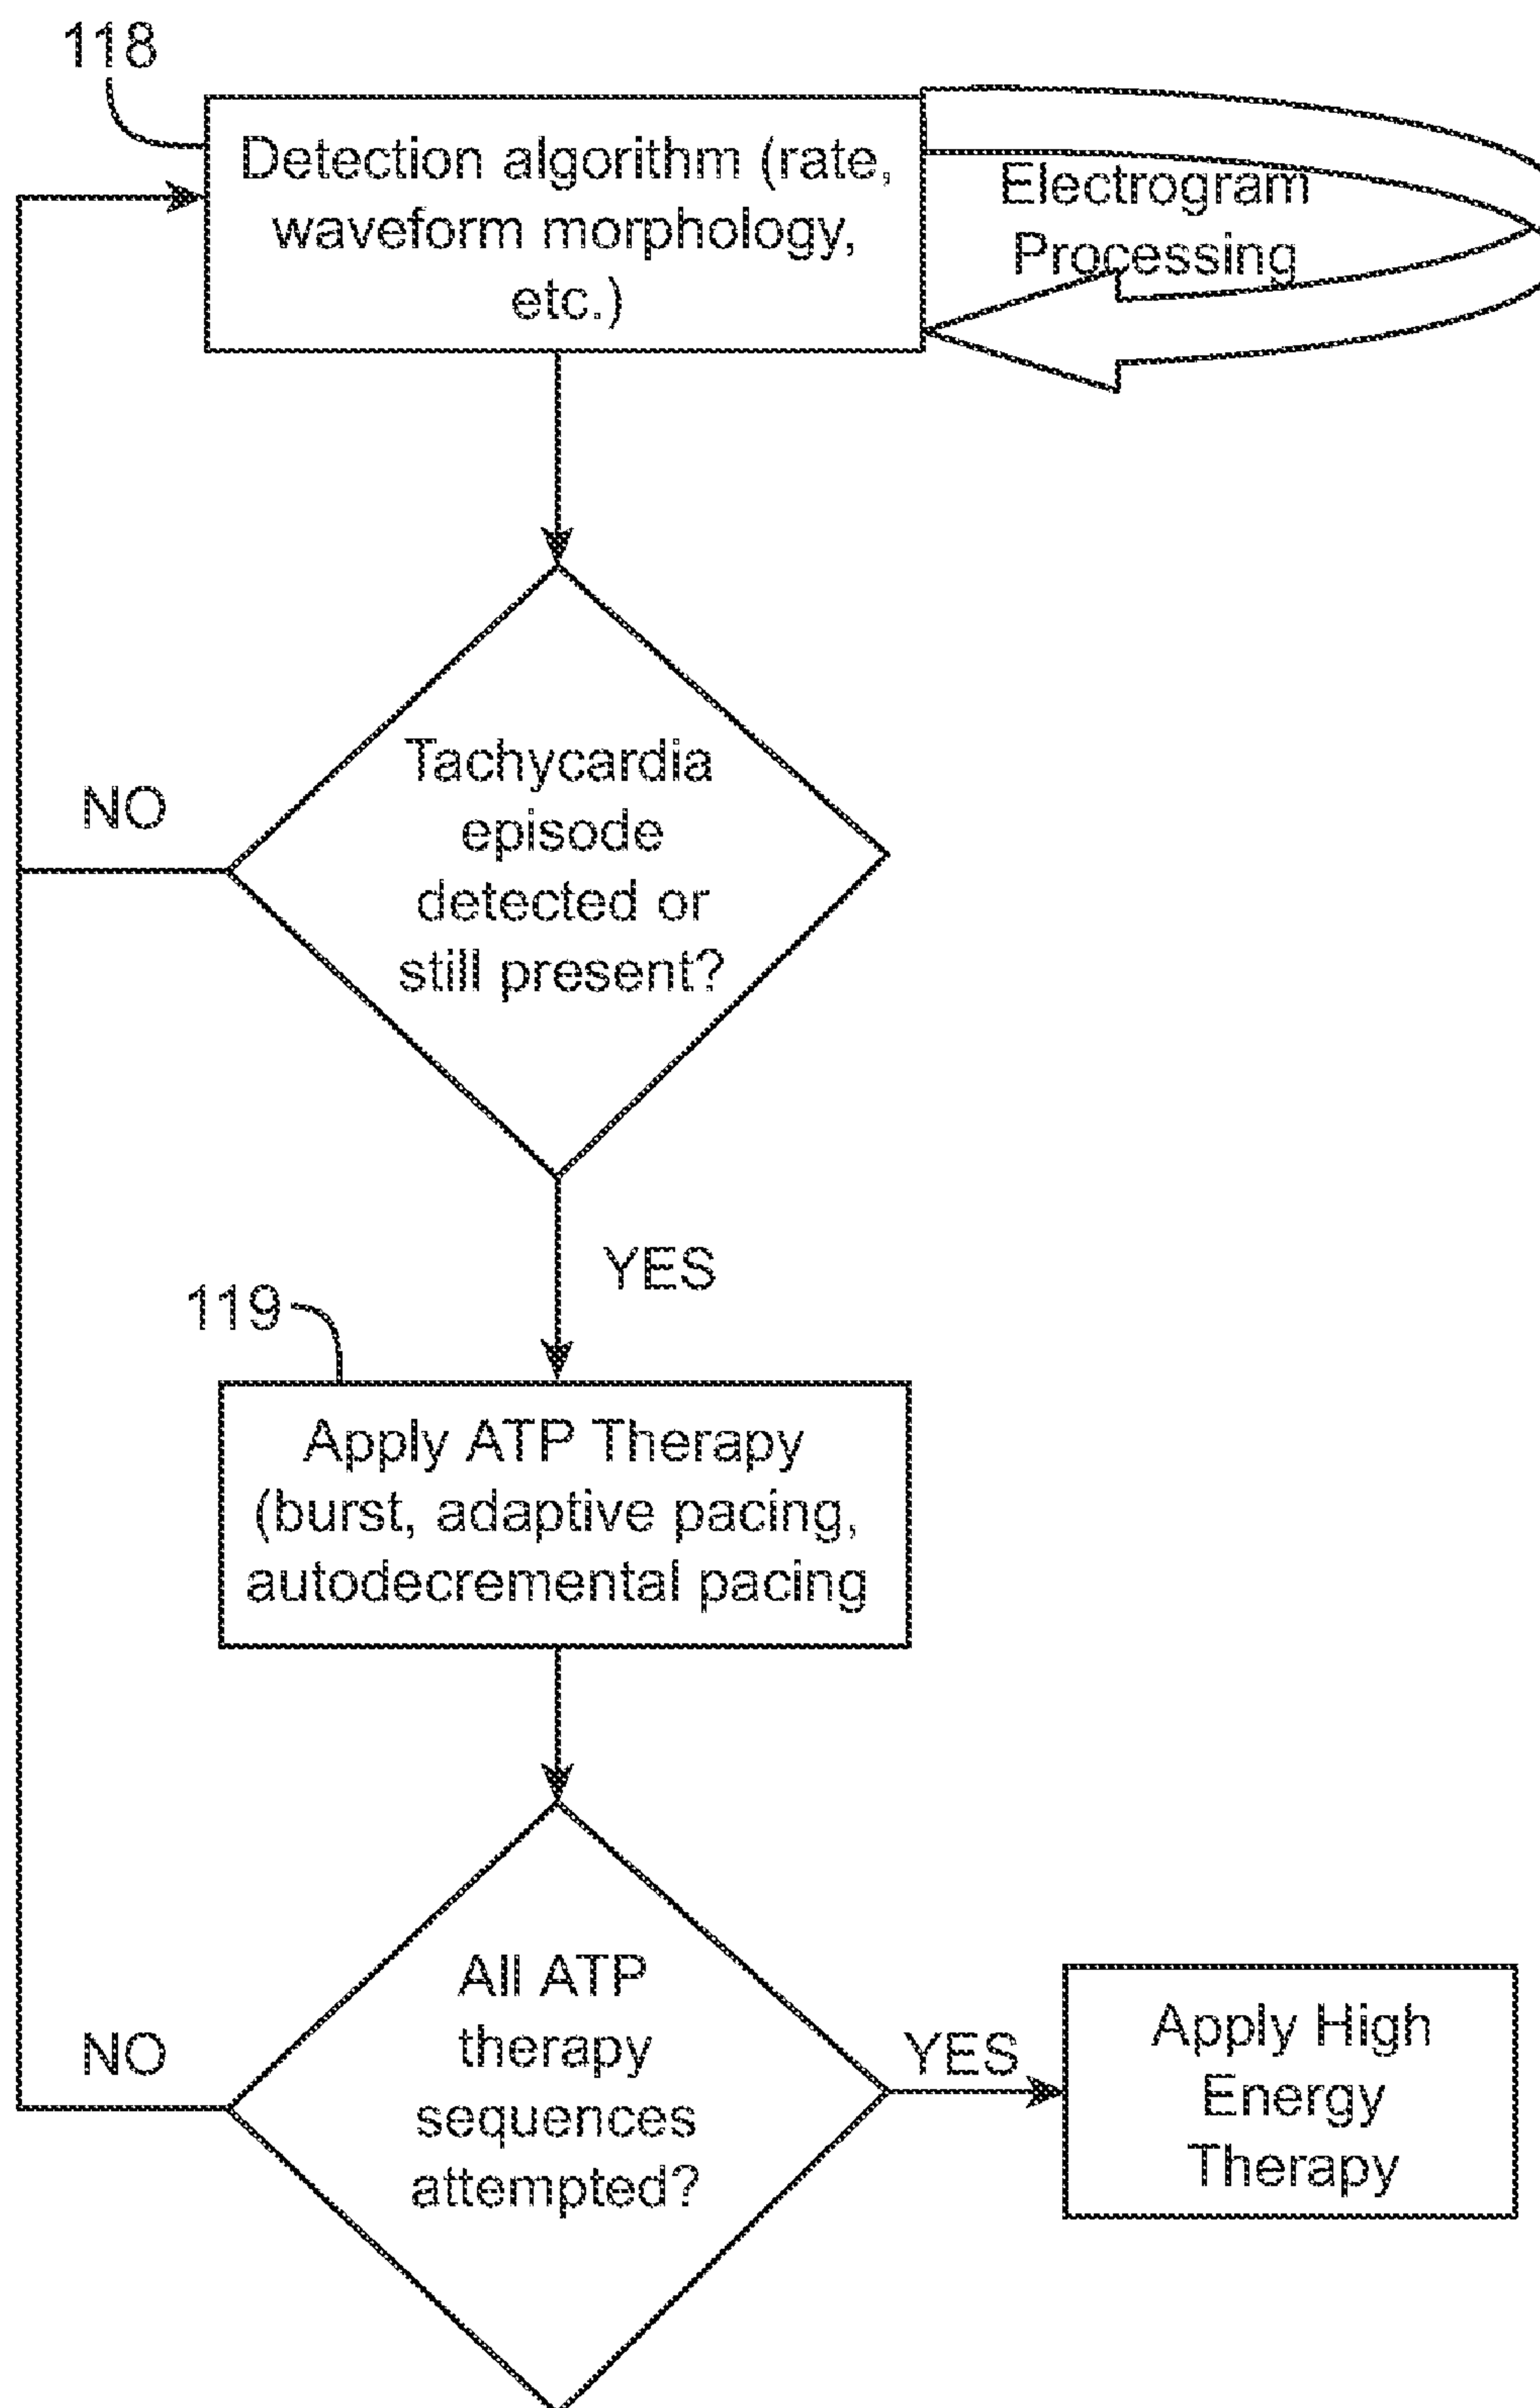 118
Detection algorithm (rate,
waveform morphology,
etc.)
Electrogram
Processing
Tachycardia
episode
detected or
still present?
NO
YES
119
Apply ATP Therapy
(burst, adaptive pacing,
autodecremental pacing
All ATP
therapy
sequences
attempted?
NO
YES
Apply High
Energy
Therapy